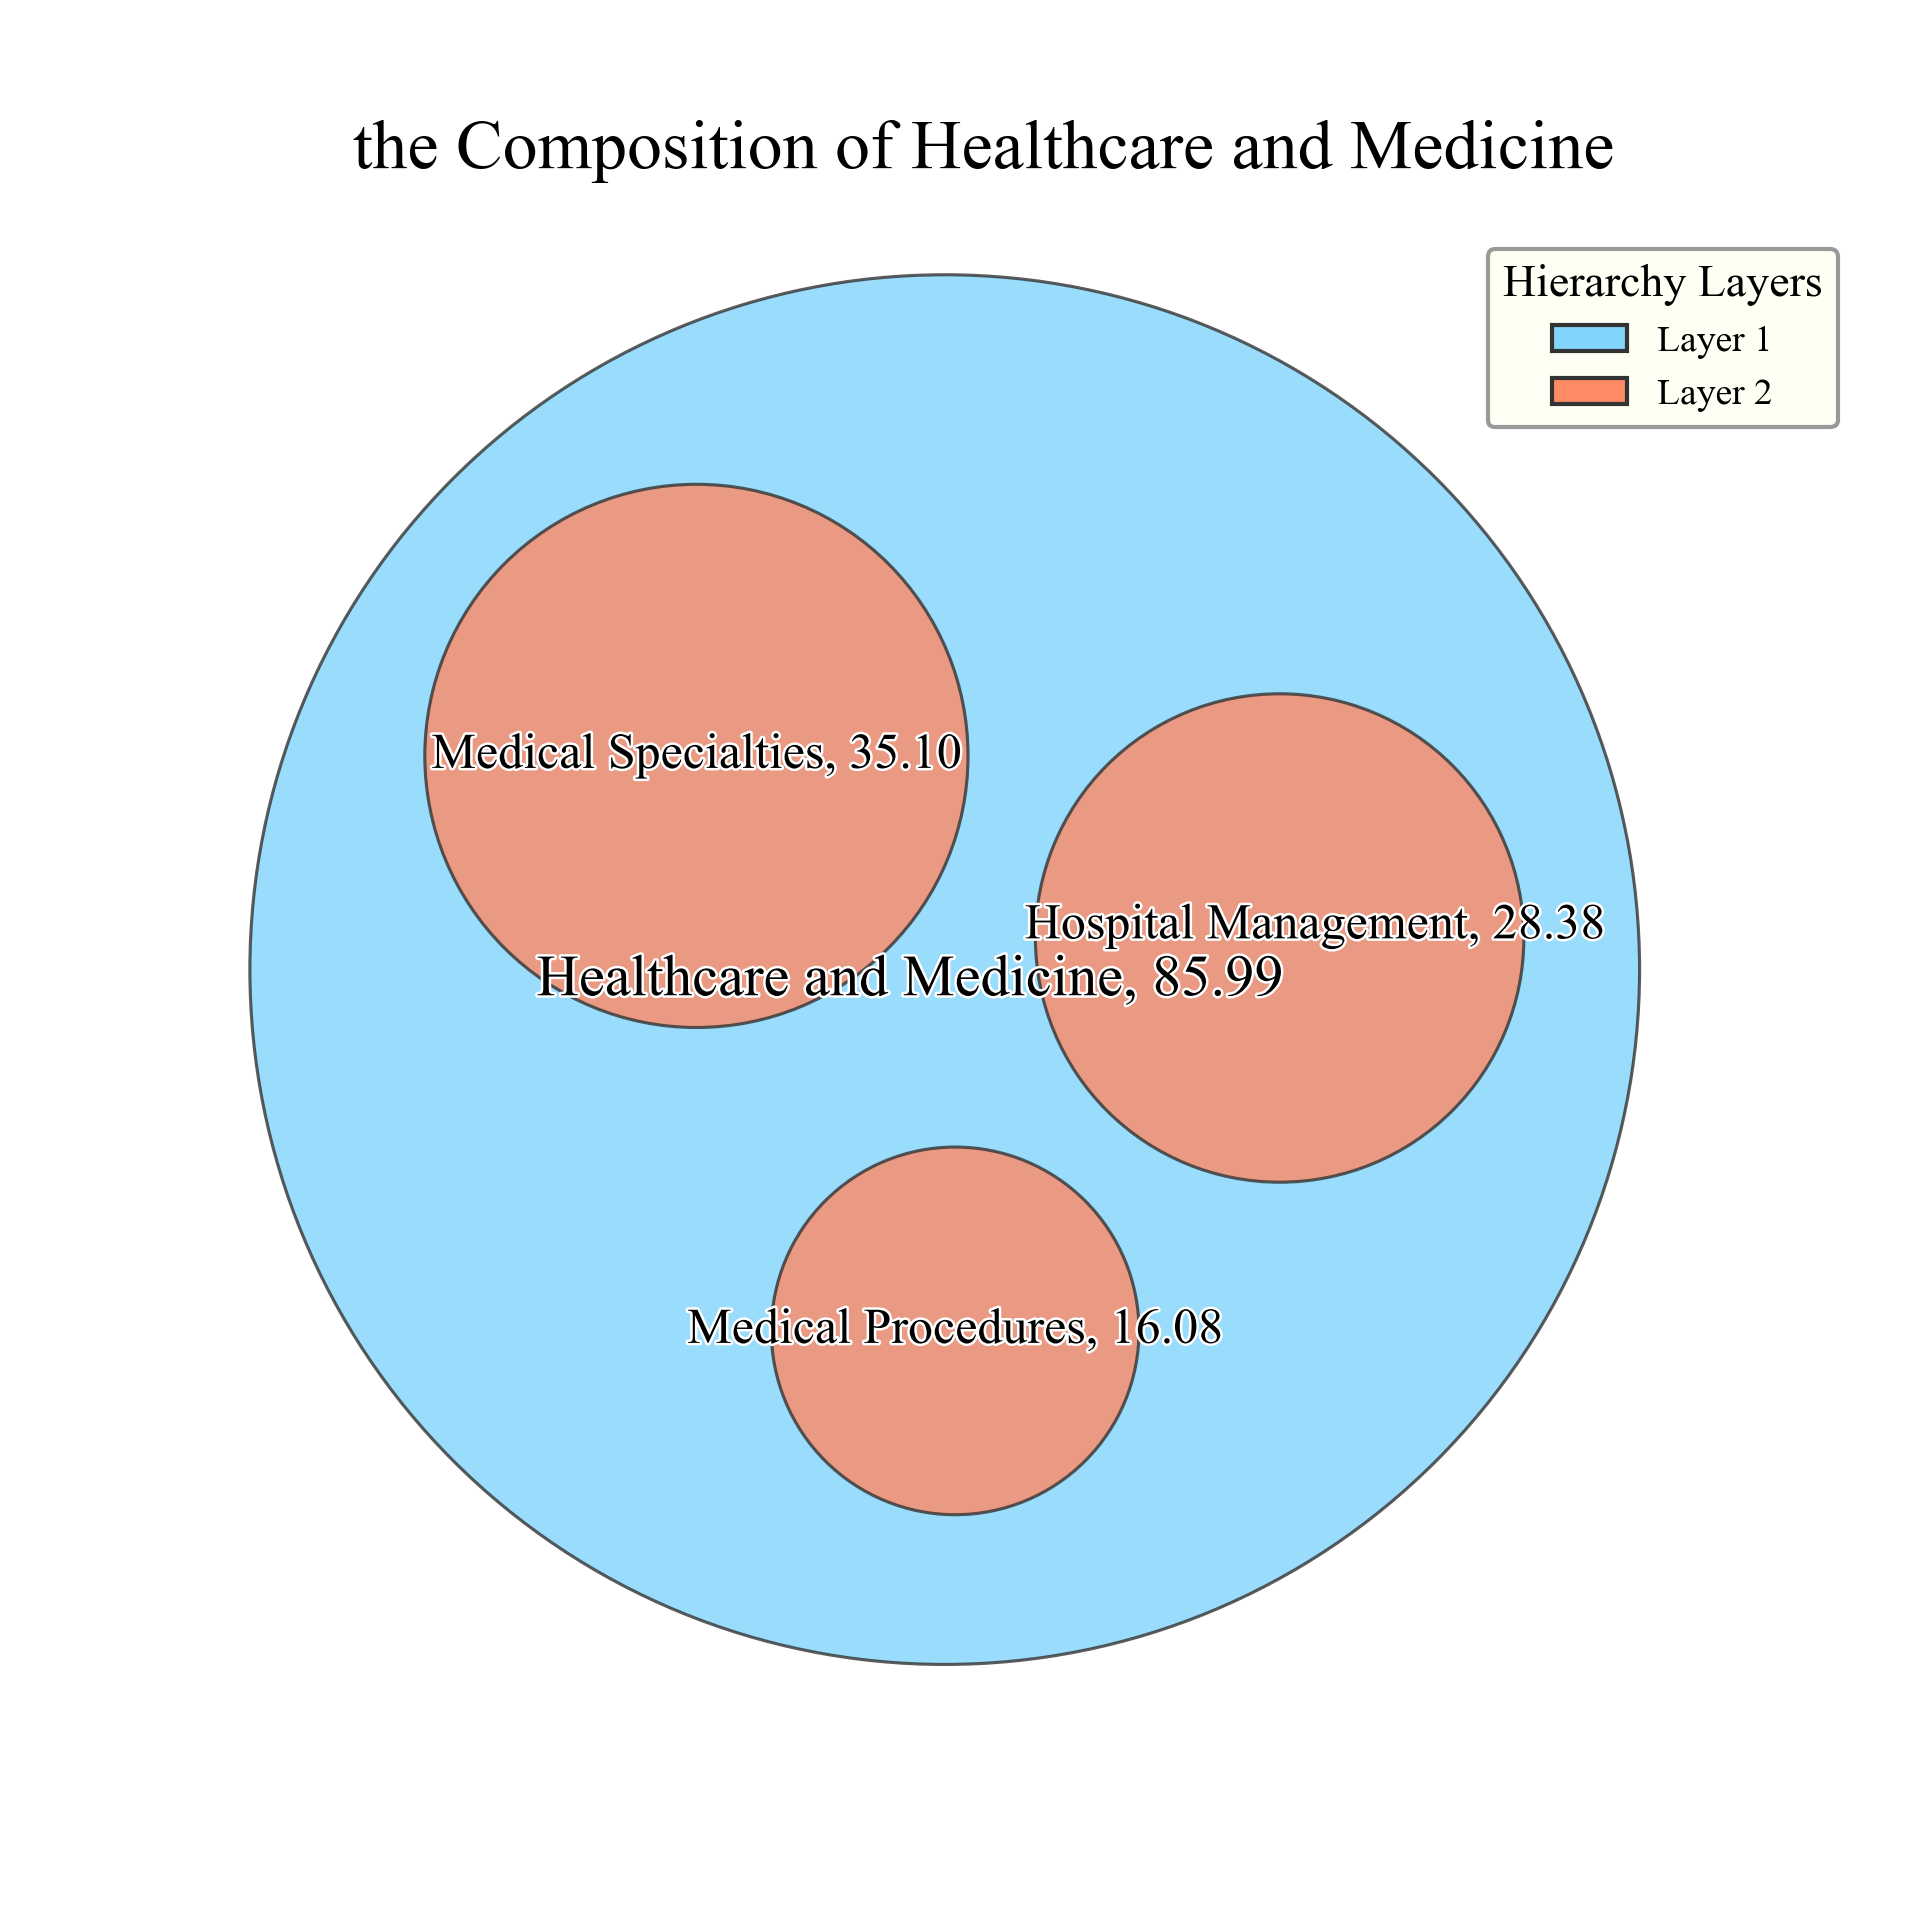 the Composition of Healthcare and Medicine
Hierarchy Layers
Layer 1
Layer 2
Medical Specialties, 35.10
Hospital Management, 28.38
Healthcare and Medicine, 85.99
Medical Procedures, 16.08